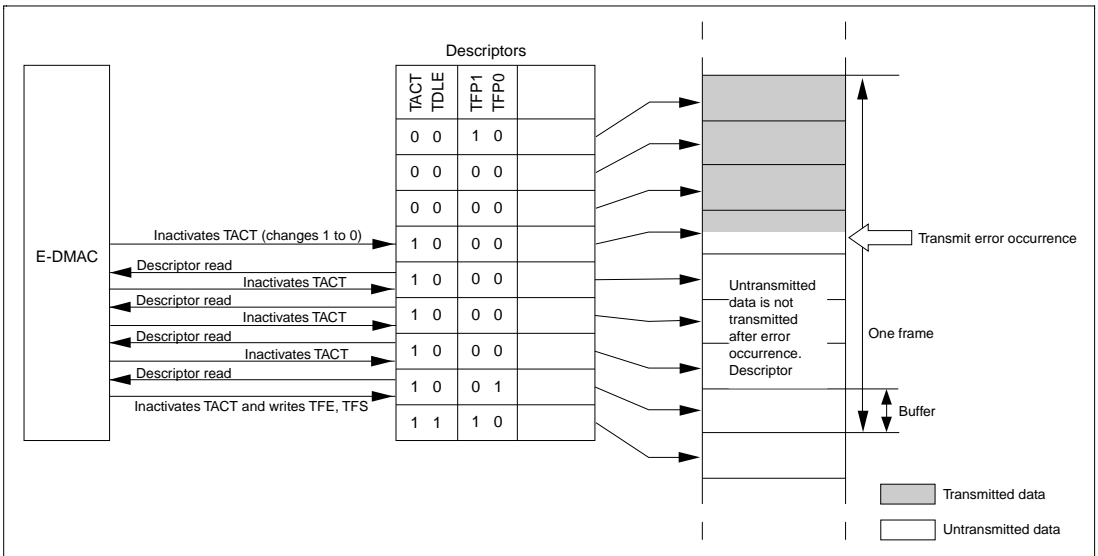 Descriptors
TACT TDLE TFP1 TFP0
0 0 1 0
0 0 0 0
0 0 0 0
1 0 0 0
1 0 0 0
1 0 0 0
1 0 0 0
1 0 0 1
1 1 1 0
E-DMAC
Inactivates TACT (changes 1 to 0)
Descriptor read
Inactivates TACT
Descriptor read
Inactivates TACT
Descriptor read
Inactivates TACT
Descriptor read
Inactivates TACT and writes TFE, TFS
Untransmitted
data is not
transmitted
after error
occurrence.
Descriptor
Transmit error occurrence
One frame
Buffer
Transmitted data
Untransmitted data